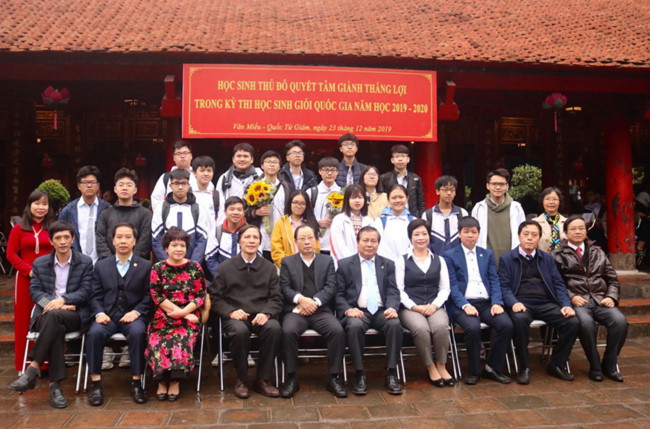 HỌC SINH THỦ ĐÔ QUYẾT TÂM GIÀNH THẮNG LỢI
TRONG KỲ THI HỌC SINH GIỎI QUỐC GIA NĂM HỌC 2019 - 2020
Văn Miếu - Quốc Tử Giám, ngày 23 tháng 12 năm 2019